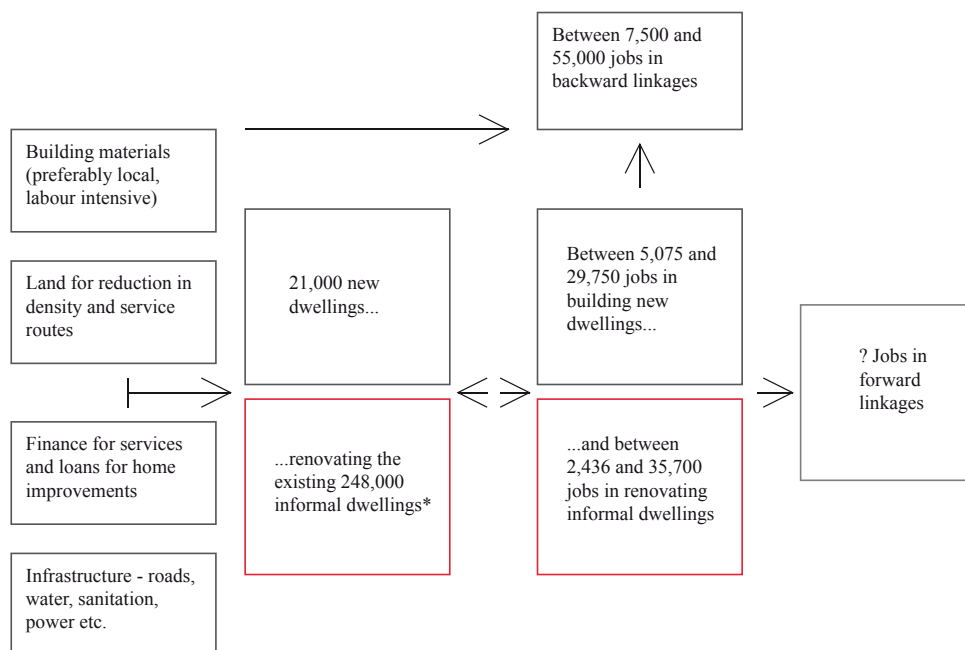 Between 7,500 and
55,000 jobs in
backward linkages
Building materials
(preferably local,
labour intensive)
Land for reduction in
density and service
routes
21,000 new
dwellings...
Between 5,075 and
29,750 jobs in
building new
dwellings...
? Jobs in
forward
linkages
Finance for services
and loans for home
improvements
...renovating the
existing 248,000
informal dwellings*
...and between
2,436 and 35,700
jobs in renovating
informal dwellings
Infrastructure - roads,
water, sanitation,
power etc.